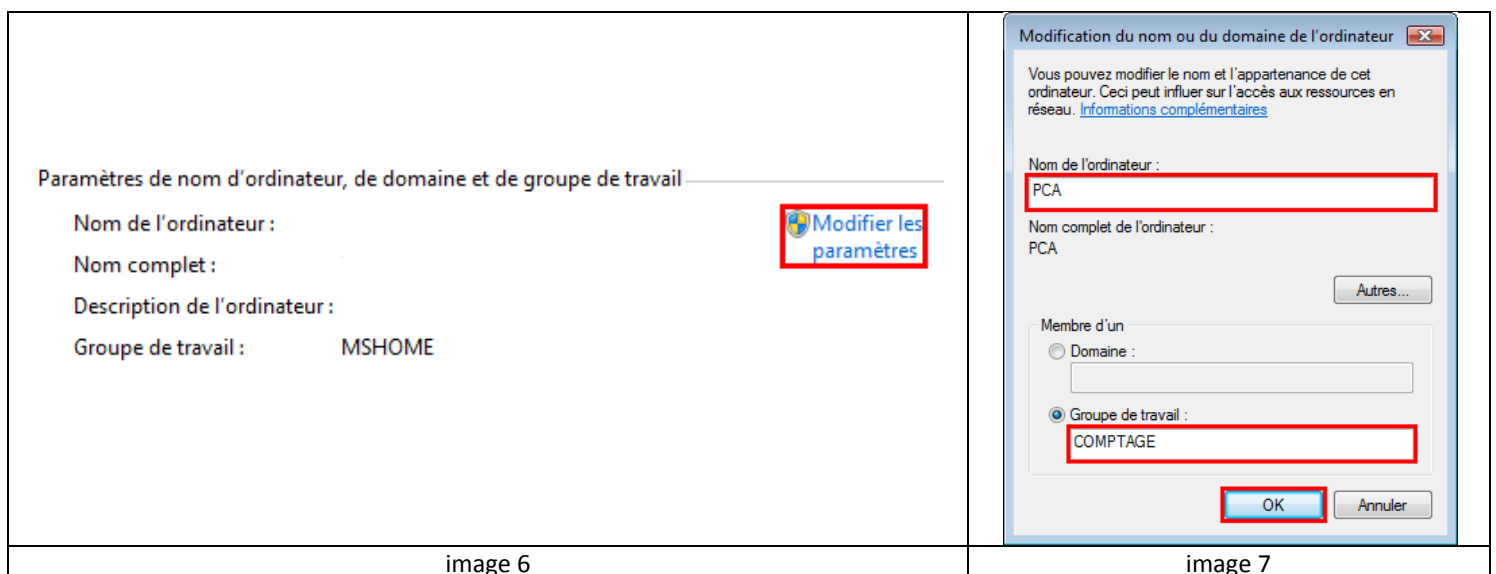 Paramètres de nom d'ordinateur, de domaine et de groupe de travail
Nom de l'ordinateur :
Modifier les
paramètres
Nom complet :
Description de l'ordinateur :
Groupe de travail : MSHOME
image 6
Modification du nom ou du domaine de l'ordinateur
Vous pouvez modifier le nom et l'appartenance de cet
ordinateur. Ceci peut influer sur l'accès aux ressources en
réseau. Informations complémentaires
Nom de l'ordinateur :
PCA
Nom complet de l'ordinateur :
PCA
Autres...
Membre d'un
Domaine :
Groupe de travail :
COMPTAGE
OK Annuler
image 7